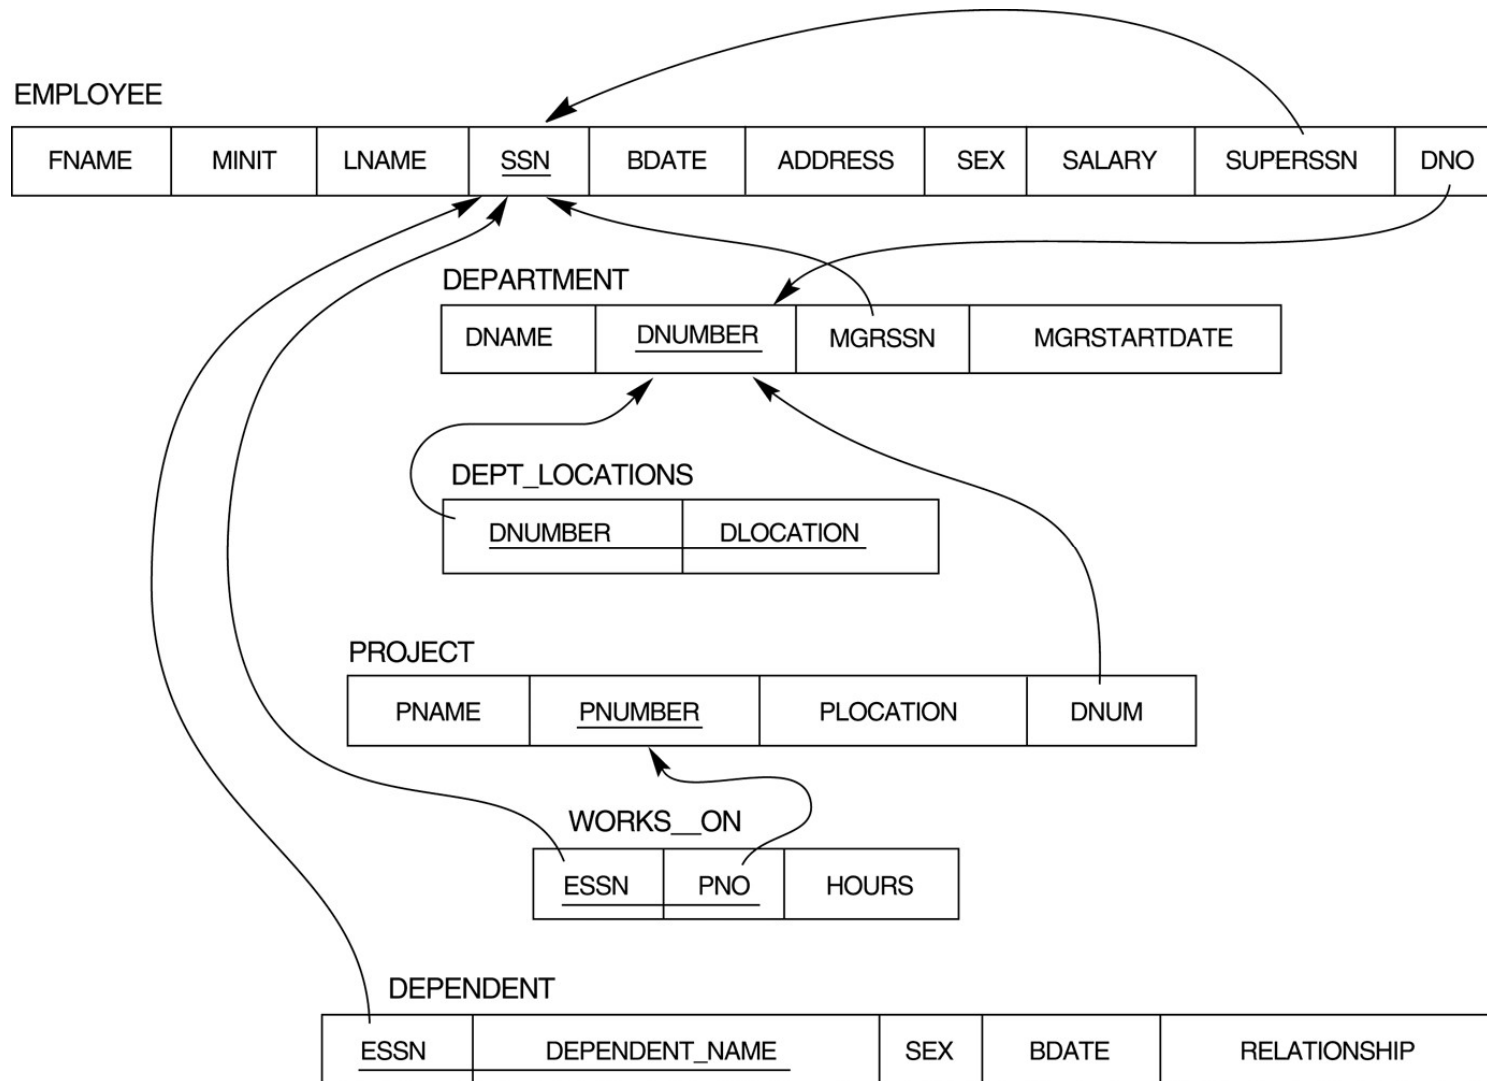 EMPLOYEE
FNAME MINIT LNAME SSN BDATE ADDRESS SEX SALARY SUPERSSN DNO
DEPARTMENT
DNAME DNUMBER MGRSSN MGRSTARTDATE
DEPT_LOCATIONS
DNUMBER DLOCATION
PROJECT
PNAME PNUMBER PLOCATION DNUM
WORKS__ON
ESSN PNO HOURS
DEPENDENT
ESSN DEPENDENT_NAME SEX BDATE RELATIONSHIP